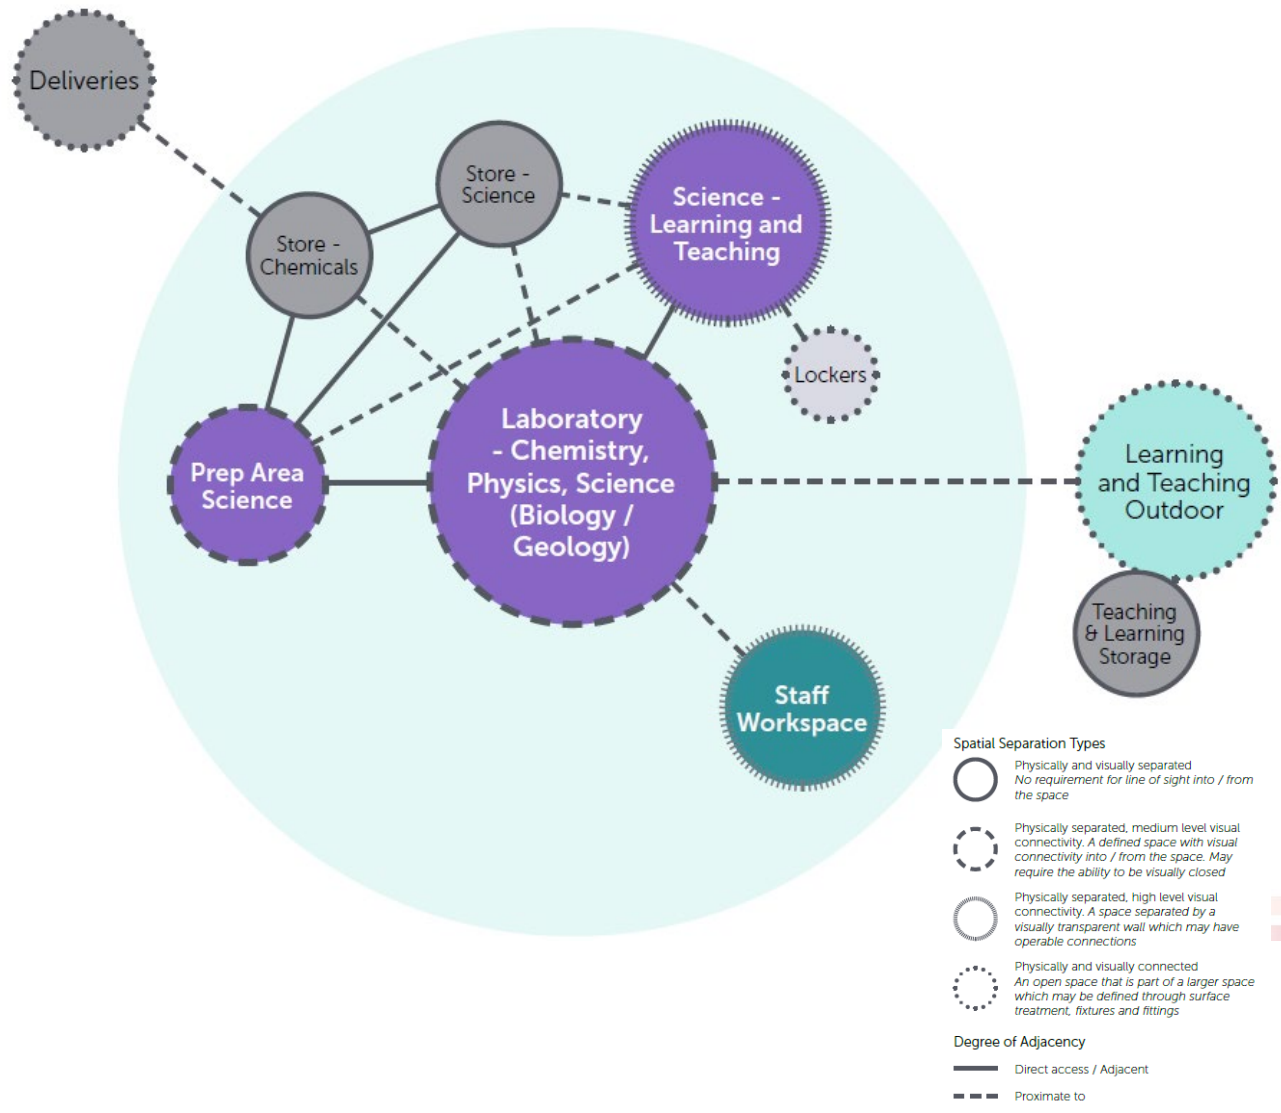 Deliveries
Store -
Science
Science -
Learning and
Teaching
Store -
Chemicals
Lockers
Laboratory
- Chemistry,
Physics, Science
(Biology /
Geology)
Prep Area
Science
Learning
and Teaching
Outdoor
Teaching
& Learning
Storage
Staff
Workspace
Spatial Separation Types
Physically and visually separated
No requirement for line of sight into / from
the space
Physically separated, medium level visual
connectivity. A defined space with visual
connectivity into / from the space. May
require the ability to be visually closed
Physically separated, high level visual
connectivity. A space separated by a
visually transparent wall which may have
operable connections
Physically and visually connected
An open space that is part of a larger space
which may be defined through surface
treatment, fixtures and fittings
Degree of Adjacency
Direct access / Adjacent
Proximate to